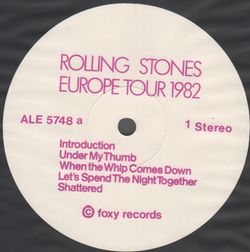 ROLLING STONES
EUROPE TOUR 1982
ALE 5748 a
1 Stereo
Introduction
Under My Thumb
When the Whip Comes Down
Let's Spend The Night Together
Shattered
© foxy records